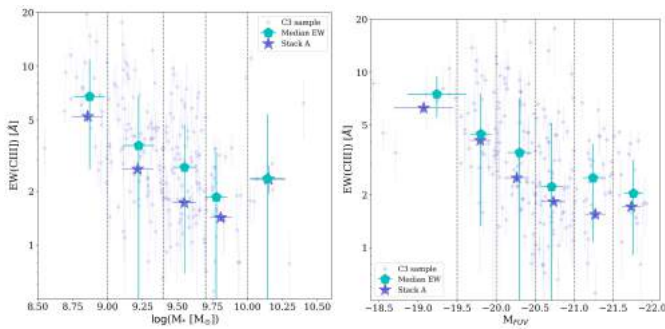 20
10
5
2
1
EW(CIII]) [Å]
C3 sample
Median EW
Stack A
8.50 8.75 9.00 9.25 9.50 9.75 10.00 10.25 10.50
log(M⋆ [M⊙])
20
10
5
2
1
EW(CIII]) [Å]
C3 sample
Median EW
Stack A
−18.5 −19.0 −19.5 −20.0 −20.5 −21.0 −21.5 −22.0
M_FUV